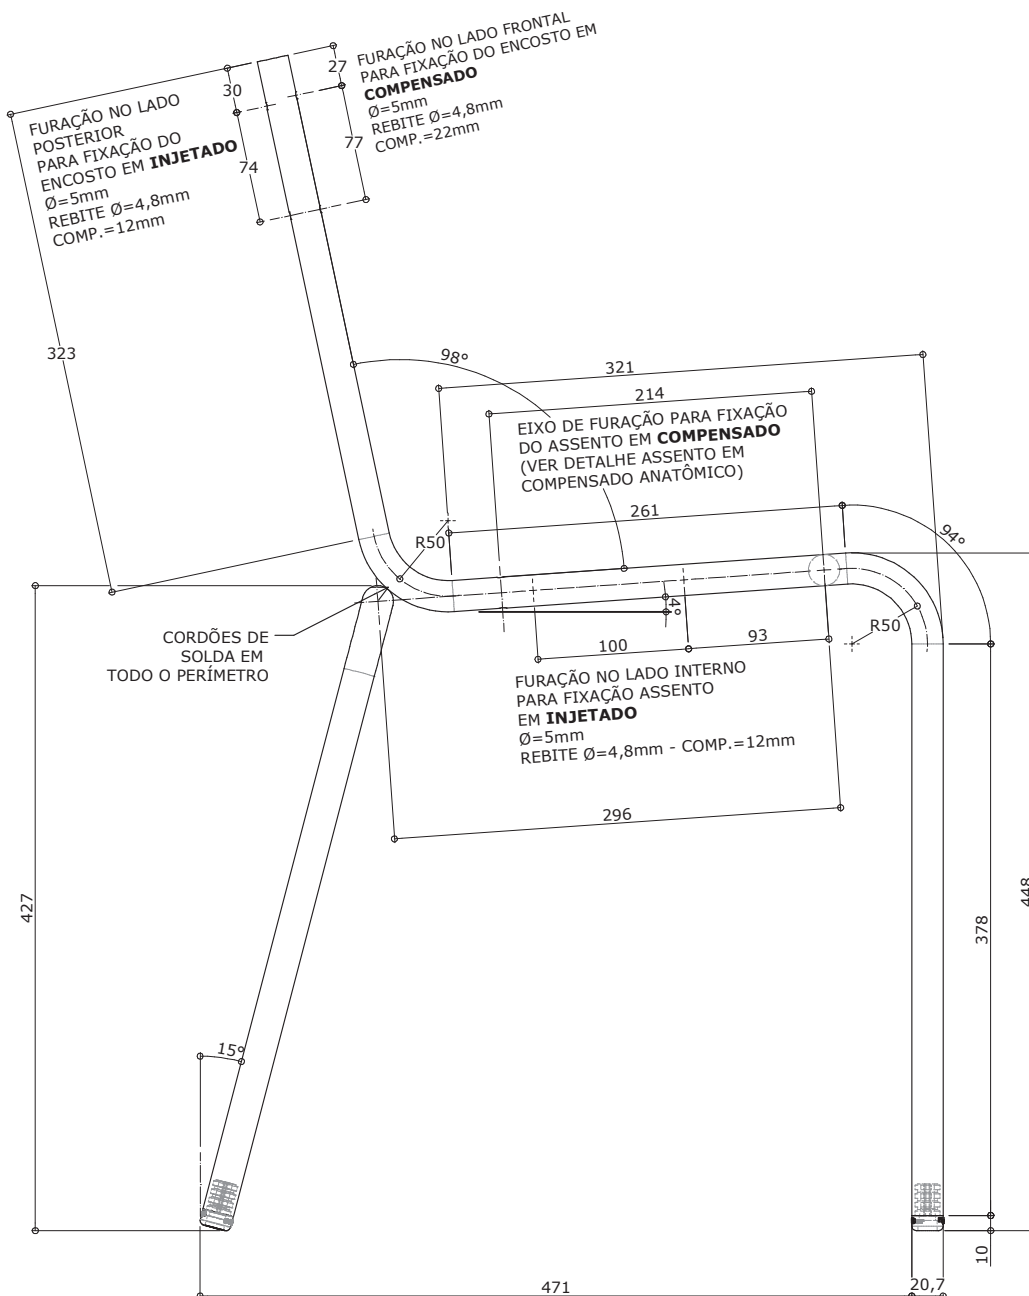 FURAÇÃO NO LADO FRONTAL
PARA FIXAÇÃO DO ENCOSTO EM
COMPENSADO
Ø=5mm
REBITE Ø=4,8mm
COMP.=22mm
27
30
77
74
FURAÇÃO NO LADO
POSTERIOR
PARA FIXAÇÃO DO
ENCOSTO EM INJETADO
Ø=5mm
REBITE Ø=4,8mm
COMP.=12mm
323
98°
321
214
EIXO DE FURAÇÃO PARA FIXAÇÃO
DO ASSENTO EM COMPENSADO
(VER DETALHE ASSENTO EM
COMPENSADO ANATÔMICO)
261
94°
R50
R50
4°
100
93
CORDÕES DE
SOLDA EM
TODO O PERÍMETRO
FURAÇÃO NO LADO INTERNO
PARA FIXAÇÃO ASSENTO
EM INJETADO
Ø=5mm
REBITE Ø=4,8mm - COMP.=12mm
296
427
448
378
15°
10
471
20,7